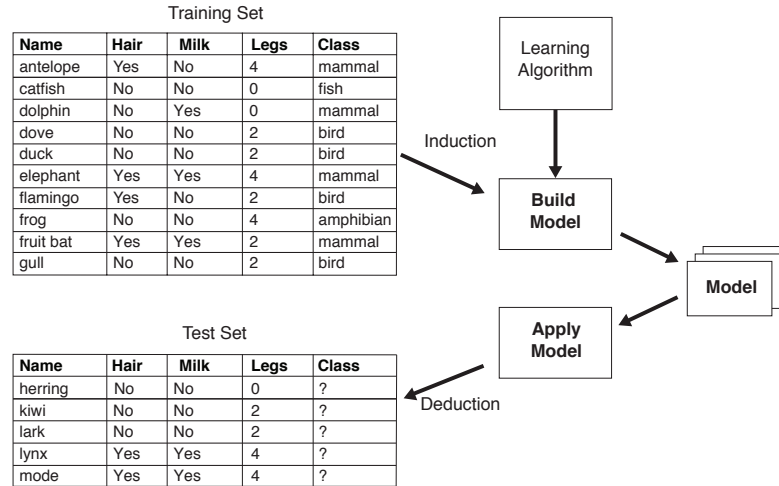 Training Set
Name Hair Milk Legs Class
antelope Yes No 4 mammal
catfish No No 0 fish
dolphin No Yes 0 mammal
dove No No 2 bird
duck No No 2 bird
elephant Yes Yes 4 mammal
flamingo Yes No 2 bird
frog No No 4 amphibian
fruit bat Yes Yes 2 mammal
gull No No 2 bird
Learning
Algorithm
Induction
Build
Model
Model
Apply
Model
Deduction
Test Set
Name Hair Milk Legs Class
herring No No 0 ?
kiwi No No 2 ?
lark No No 2 ?
lynx Yes Yes 4 ?
mode Yes Yes 4 ?